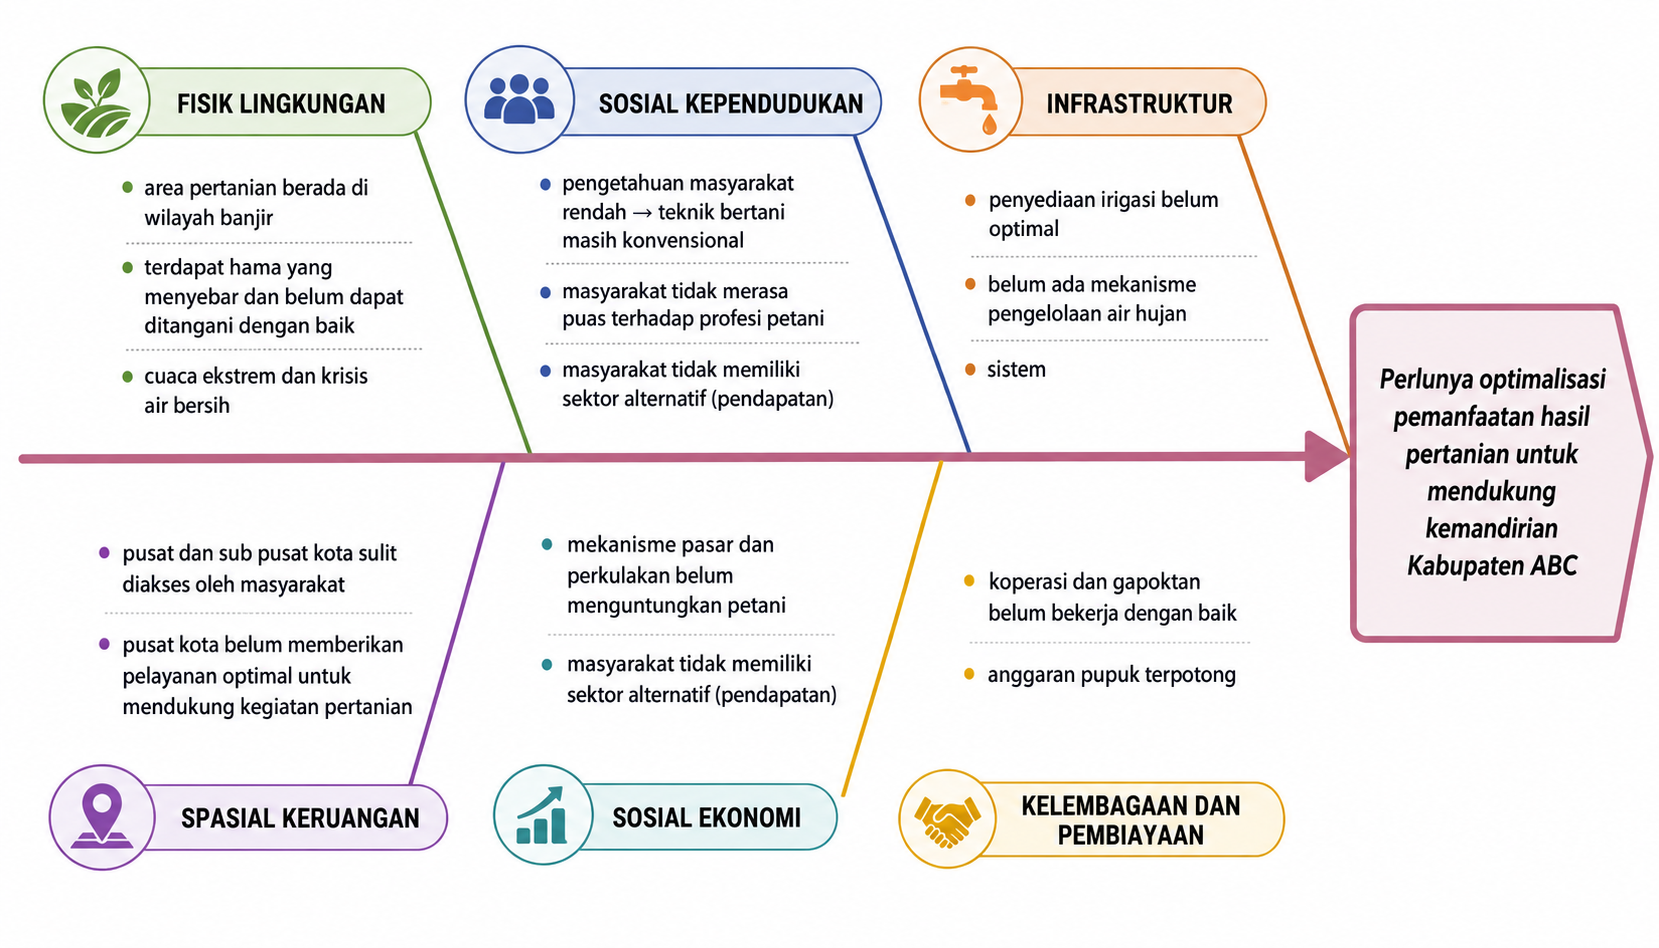 FISIK LINGKUNGAN
area pertanian berada di
wilayah banjir
terdapat hama yang
menyebar dan belum dapat
ditangani dengan baik
cuaca ekstrem dan krisis
air bersih
SOSIAL KEPENDUDUKAN
pengetahuan masyarakat
rendah → teknik bertani
masih konvensional
masyarakat tidak merasa
puas terhadap profesi petani
masyarakat tidak memiliki
sektor alternatif (pendapatan)
INFRASTRUKTUR
penyediaan irigasi belum
optimal
belum ada mekanisme
pengelolaan air hujan
sistem
Perlunya optimalisasi
pemanfaatan hasil
pertanian untuk
mendukung
kemandirian
Kabupaten ABC
pusat dan sub pusat kota sulit
diakses oleh masyarakat
pusat kota belum memberikan
pelayanan optimal untuk
mendukung kegiatan pertanian
SPASIAL KERUANGAN
mekanisme pasar dan
perkulakan belum
menguntungkan petani
masyarakat tidak memiliki
sektor alternatif (pendapatan)
SOSIAL EKONOMI
koperasi dan gapoktan
belum bekerja dengan baik
anggaran pupuk terpotong
KELEMBAGAAN DAN
PEMBIAYAAN